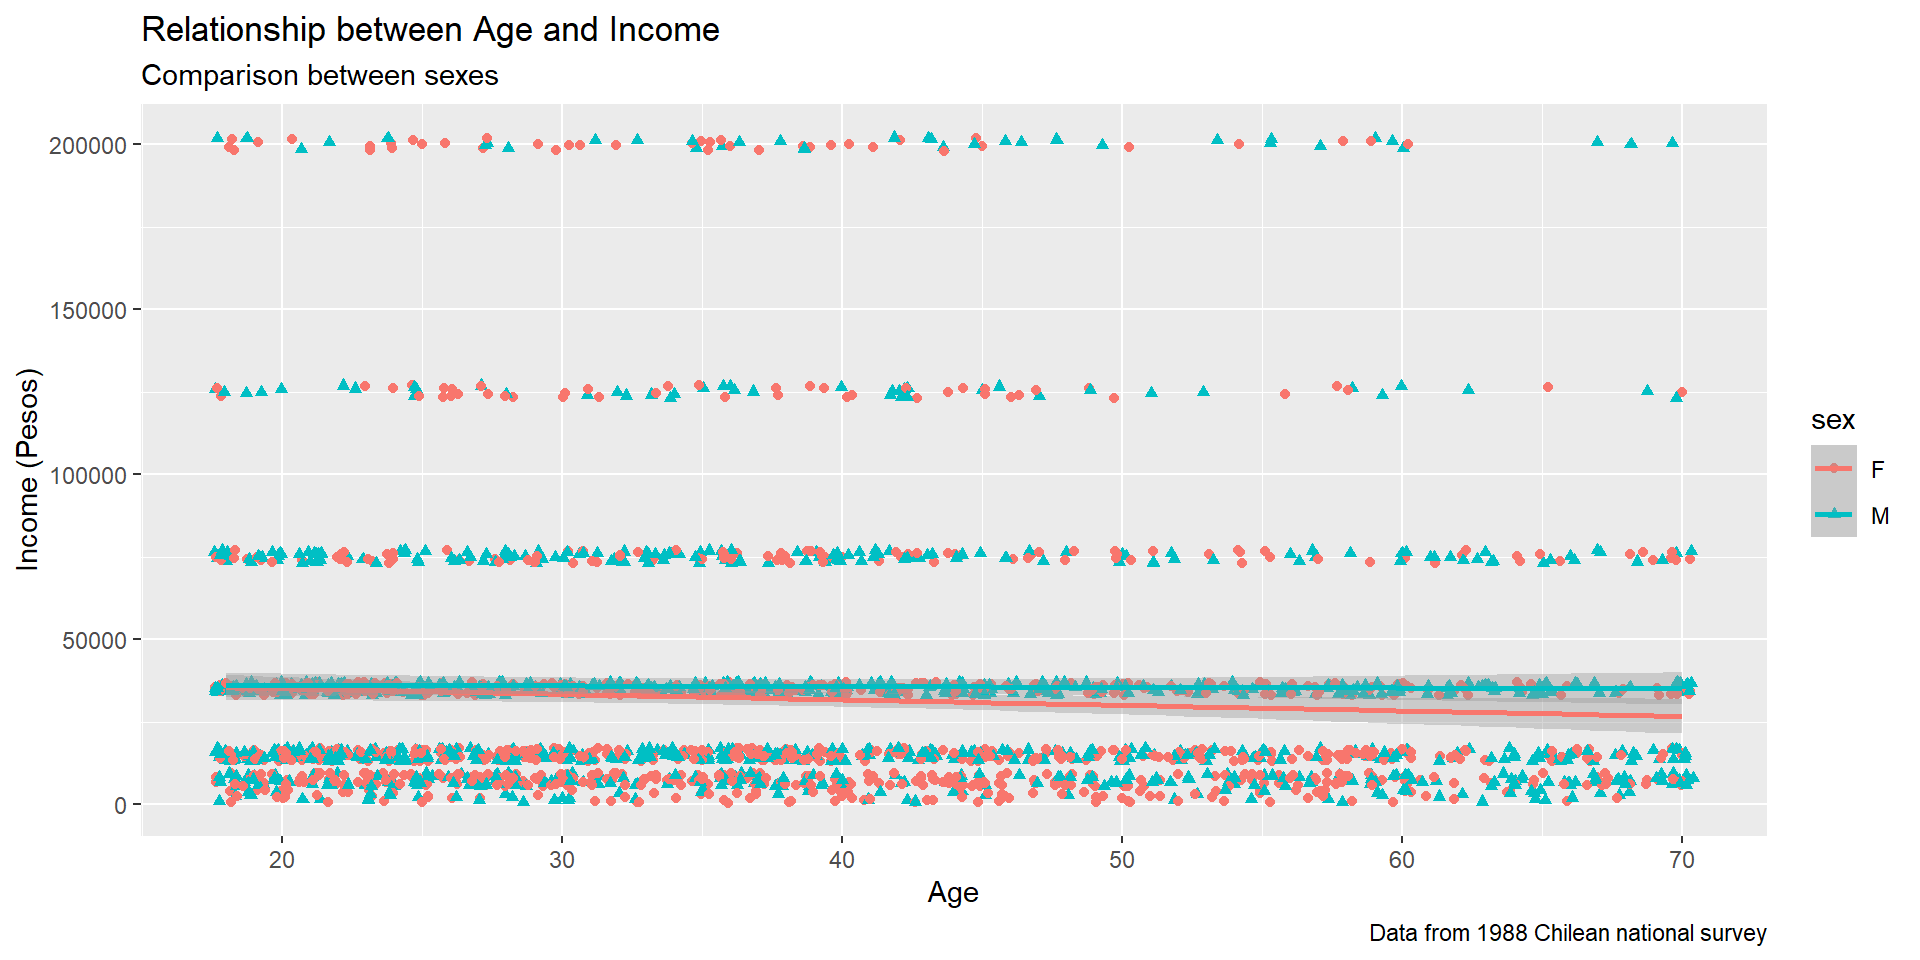 Relationship between Age and Income
Comparison between sexes
Income (Pesos)
200000
150000
100000
50000
0
20 30 40 50 60 70
Age
sex
F
M
Data from 1988 Chilean national survey